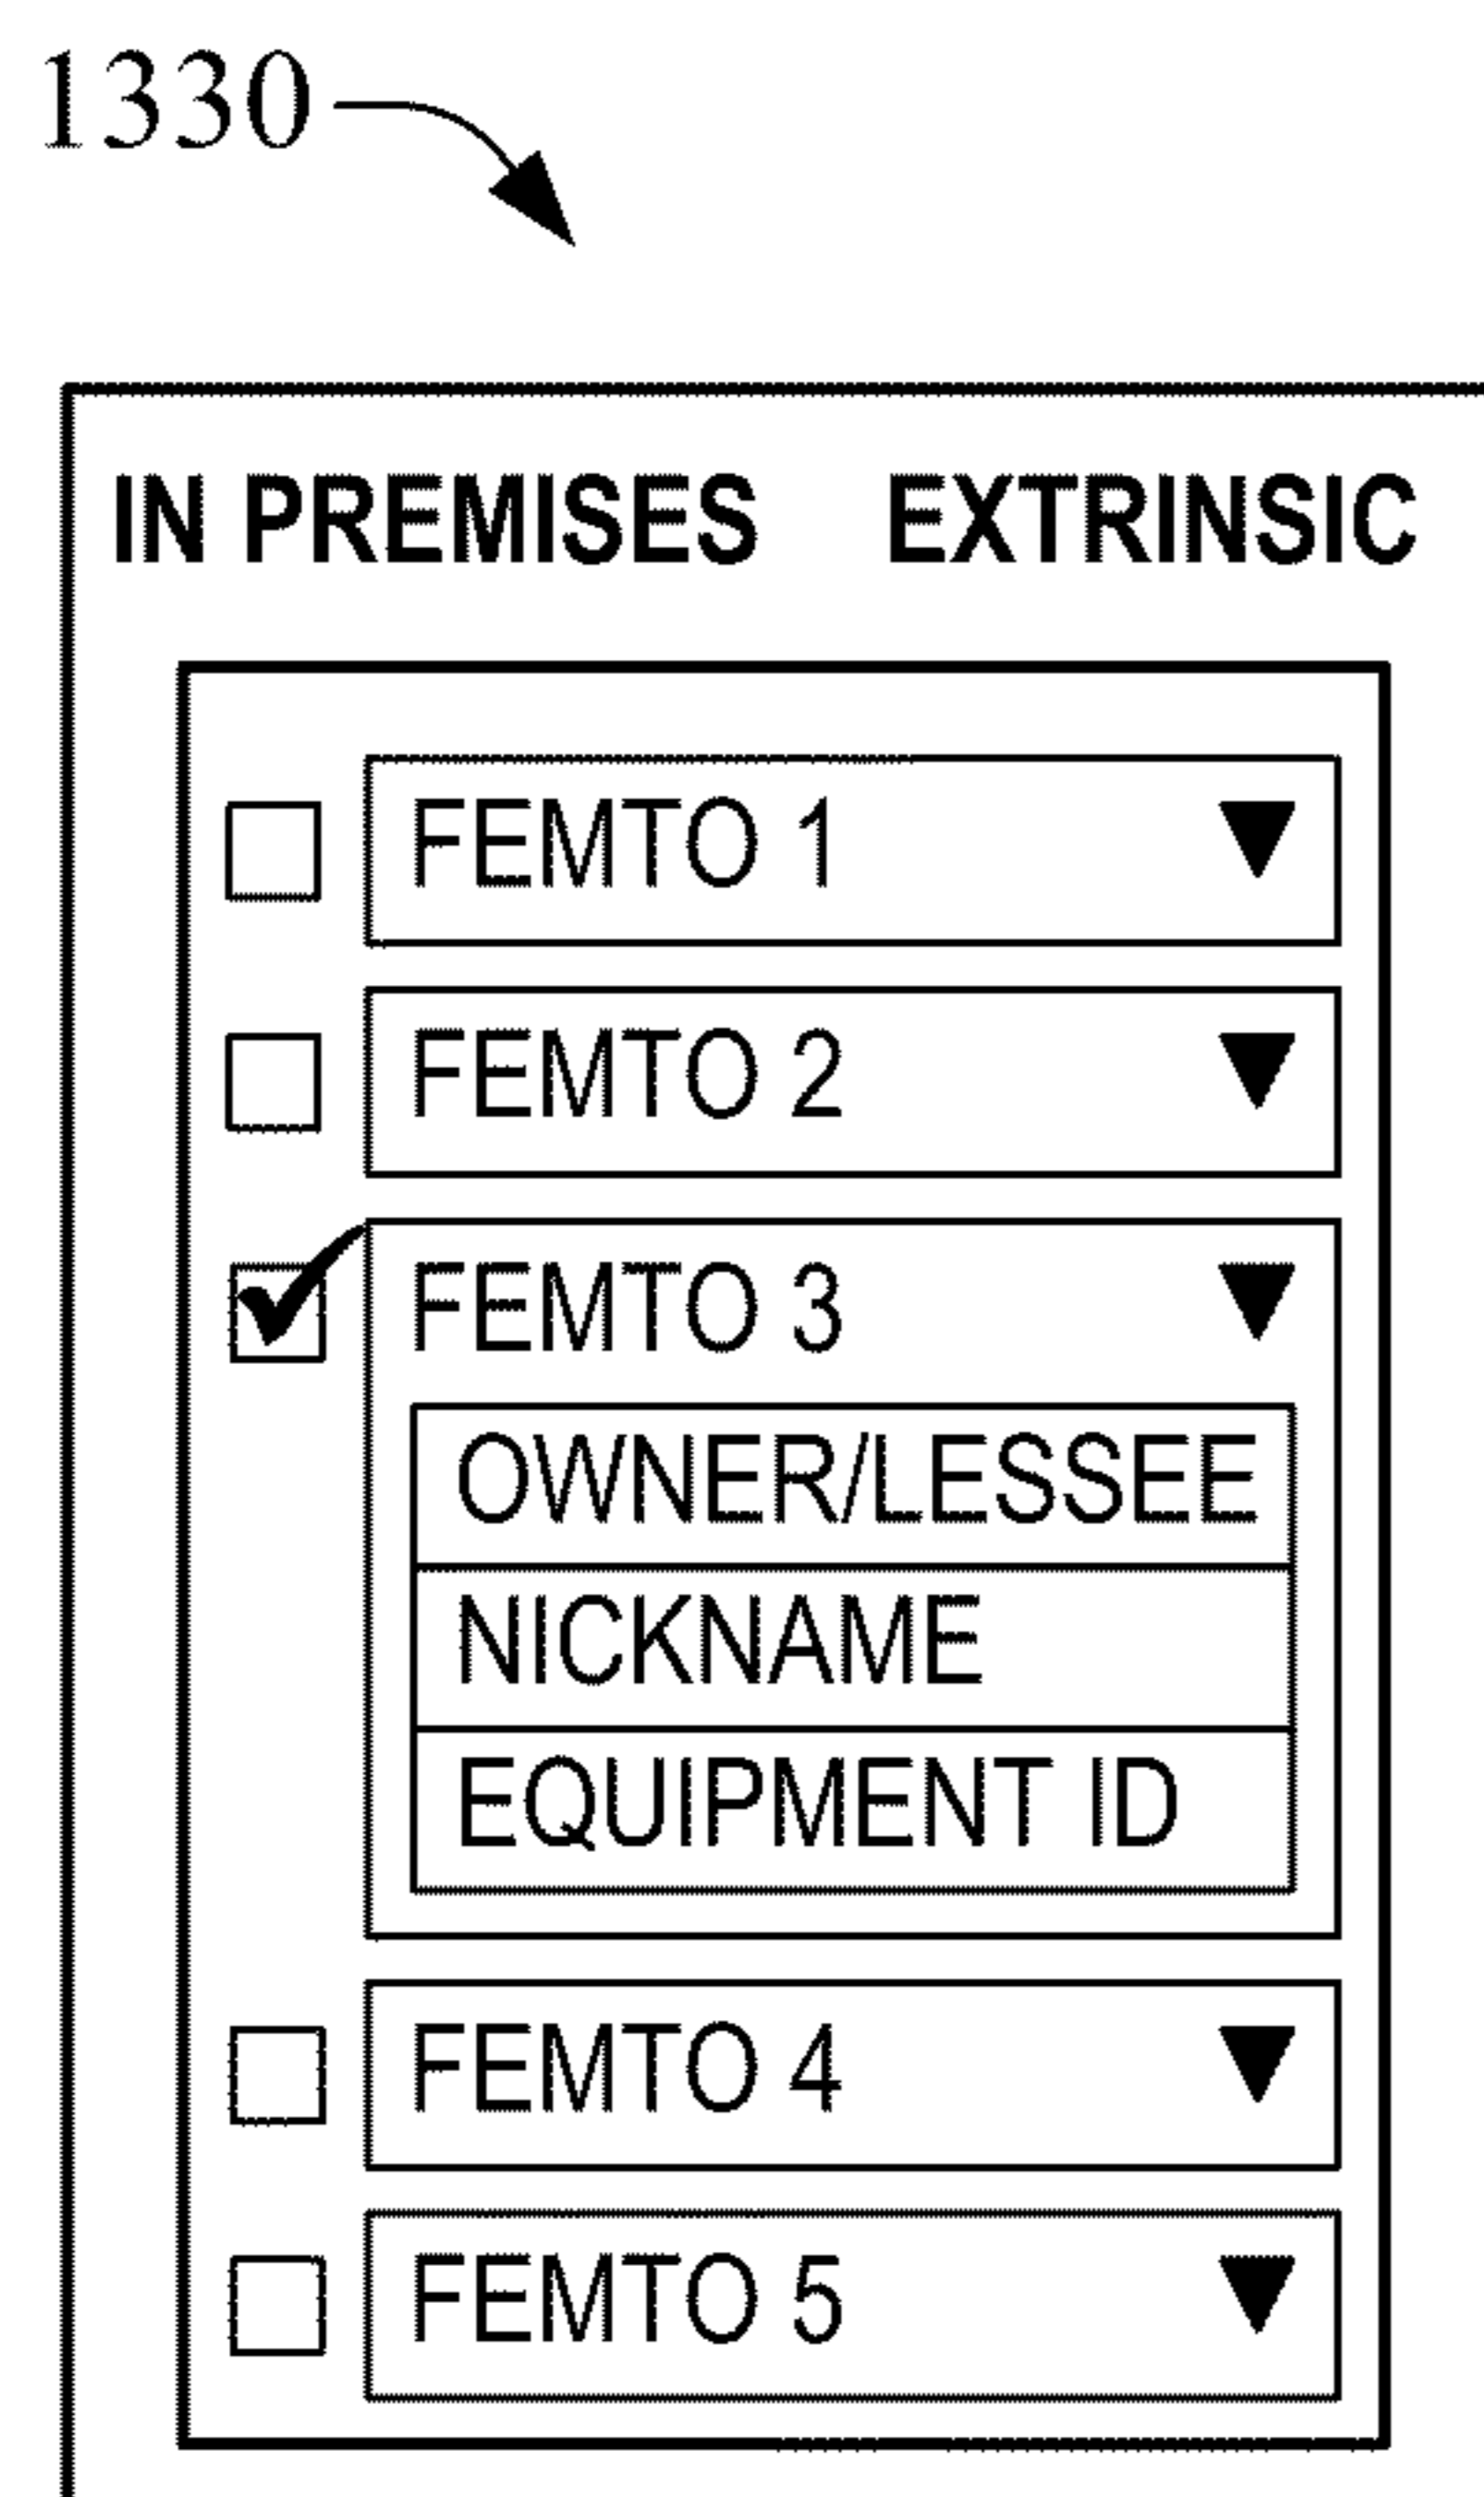 1330
IN PREMISES EXTRINSIC
FEMTO 1
FEMTO 2
FEMTO 3
OWNER/LESSEE
NICKNAME
EQUIPMENT ID
FEMTO 4
FEMTO 5